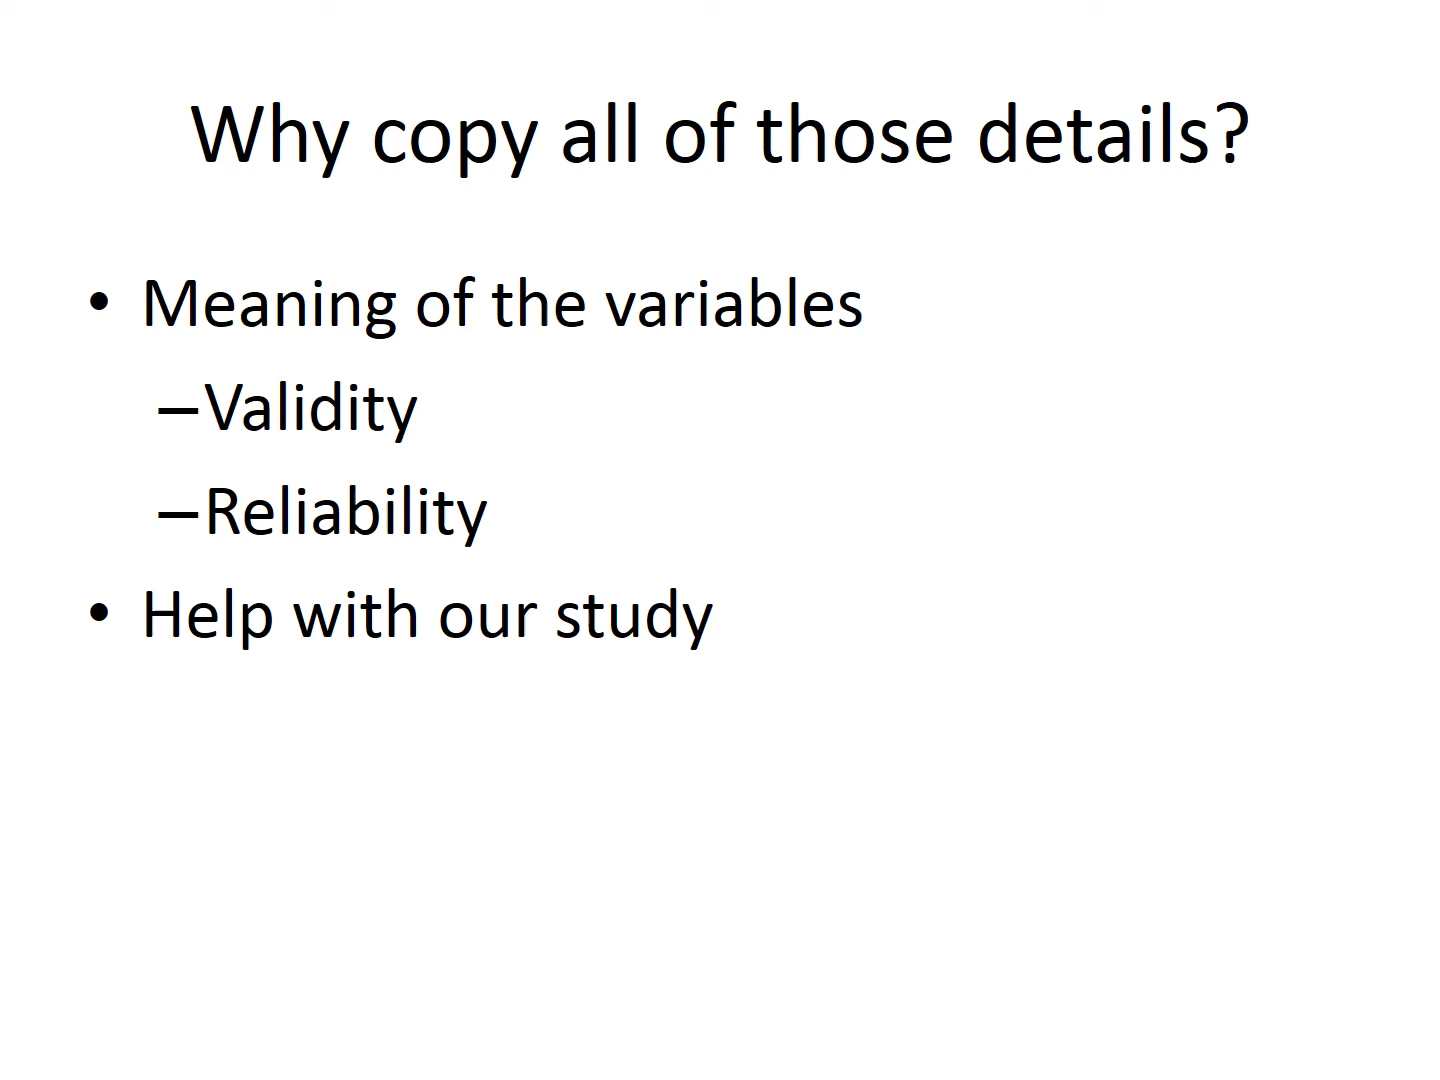 Why copy all of those details?
• Meaning of the variables
–Validity
–Reliability
• Help with our study